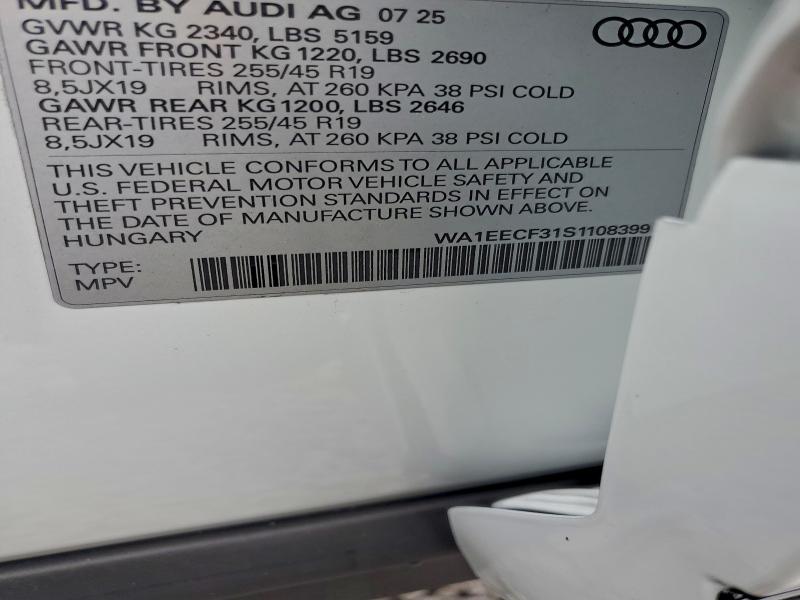 MFD. BY AUDI AG 07 25
GVWR KG 2340, LBS 5159
GAWR FRONT KG 1220, LBS 2690
FRONT-TIRES 255/45 R19
8,5JX19 RIMS, AT 260 KPA 38 PSI COLD
GAWR REAR KG 1200, LBS 2646
REAR-TIRES 255/45 R19
8,5JX19 RIMS, AT 260 KPA 38 PSI COLD
THIS VEHICLE CONFORMS TO ALL APPLICABLE
U.S. FEDERAL MOTOR VEHICLE SAFETY AND
THEFT PREVENTION STANDARDS IN EFFECT ON
THE DATE OF MANUFACTURE SHOWN ABOVE.
HUNGARY WA1EECF31S1108399
TYPE:
MPV